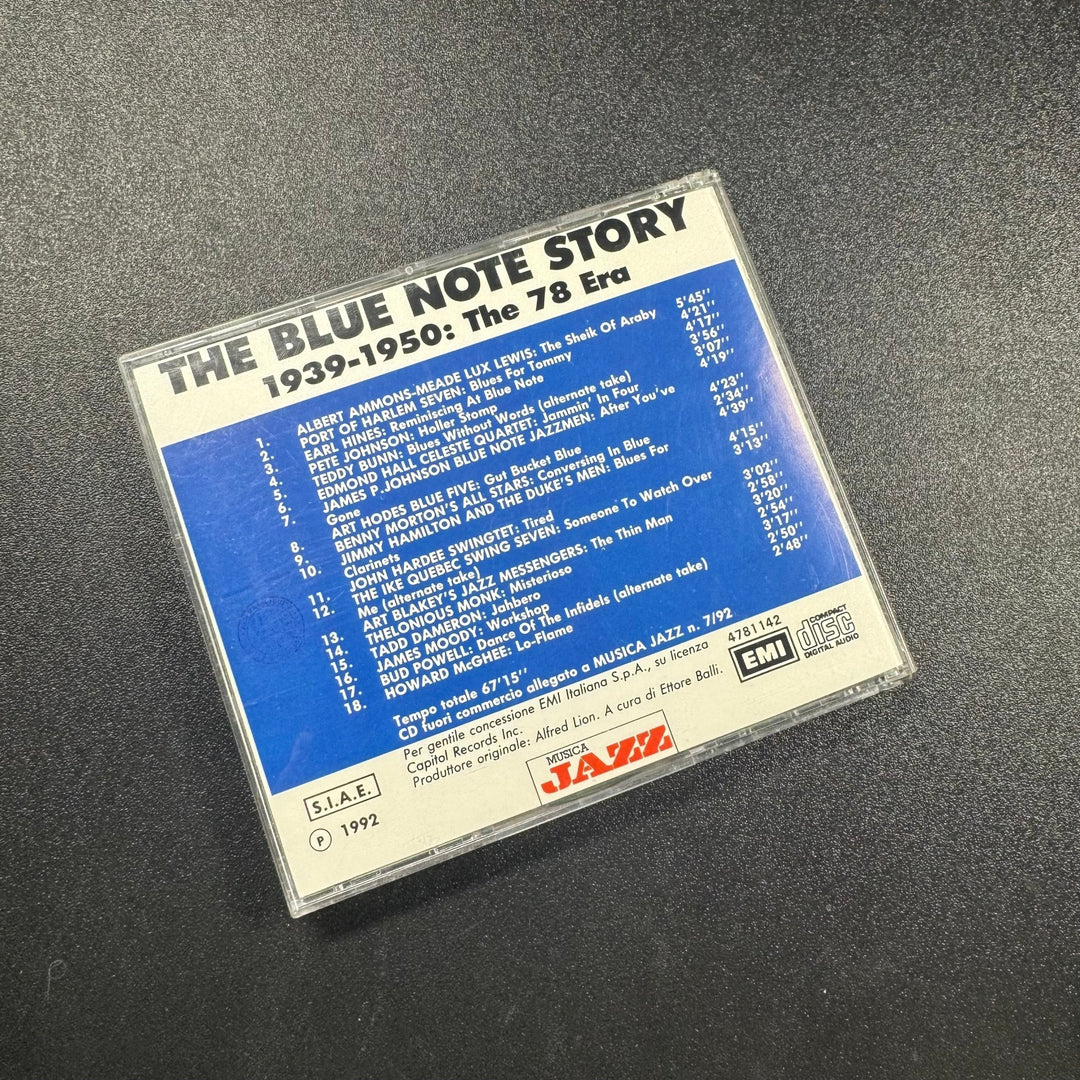 THE BLUE NOTE STORY
1939-1950: The 78 Era
1. ALBERT AMMONS-MEADE LUX LEWIS: The Sheik Of Araby 5'45''
2. PORT OF HARLEM SEVEN: Blues For Tommy 4'21''
3. EARL HINES: Reminiscing At Blue Note 4'17''
4. PETE JOHNSON: Holler Stomp 3'56''
5. TEDDY BUNN: Blues Without Words (alternate take) 3'07''
6. EDMOND HALL CELESTE QUARTET: Jammin' In Four 4'19''
7. JAMES P.JOHNSON BLUE NOTE JAZZMEN: After You've
Gone 4'23''
8. ART HODES BLUE FIVE: Gut Bucket Blue 2'34''
9. BENNY MORTON'S ALL STARS: Conversing In Blue 4'39''
10. JIMMY HAMILTON AND THE DUKE'S MEN: Blues For
Clarinets 4'15''
11. JOHN HARDEE SWINGTET: Tired 3'13''
12. THE IKE QUEBEC SWING SEVEN: Someone To Watch Over
Me (alternate take) 3'02''
13. ART BLAKEY'S JAZZ MESSENGERS: The Thin Man 2'58''
14. THELONIOUS MONK: Misterioso 3'20''
15. TADD DAMERON: Jahbero 2'54''
16. JAMES MOODY: Workshop 3'17''
17. BUD POWELL: Dance Of The Infidels (alternate take) 2'50''
18. HOWARD McGHEE: Lo-Flame 2'48''
Tempo totale 67'15''
CD fuori commercio allegato a MUSICA JAZZ n. 7/92
Per gentile concessione EMI Italiana S.p.A., su licenza
Capitol Records Inc.
Produttore originale: Alfred Lion. A cura di Ettore Balli.
4781142
EMI
COMPACT
disc
DIGITAL AUDIO
MUSICA
JAZZ
S.I.A.E.
℗ 1992